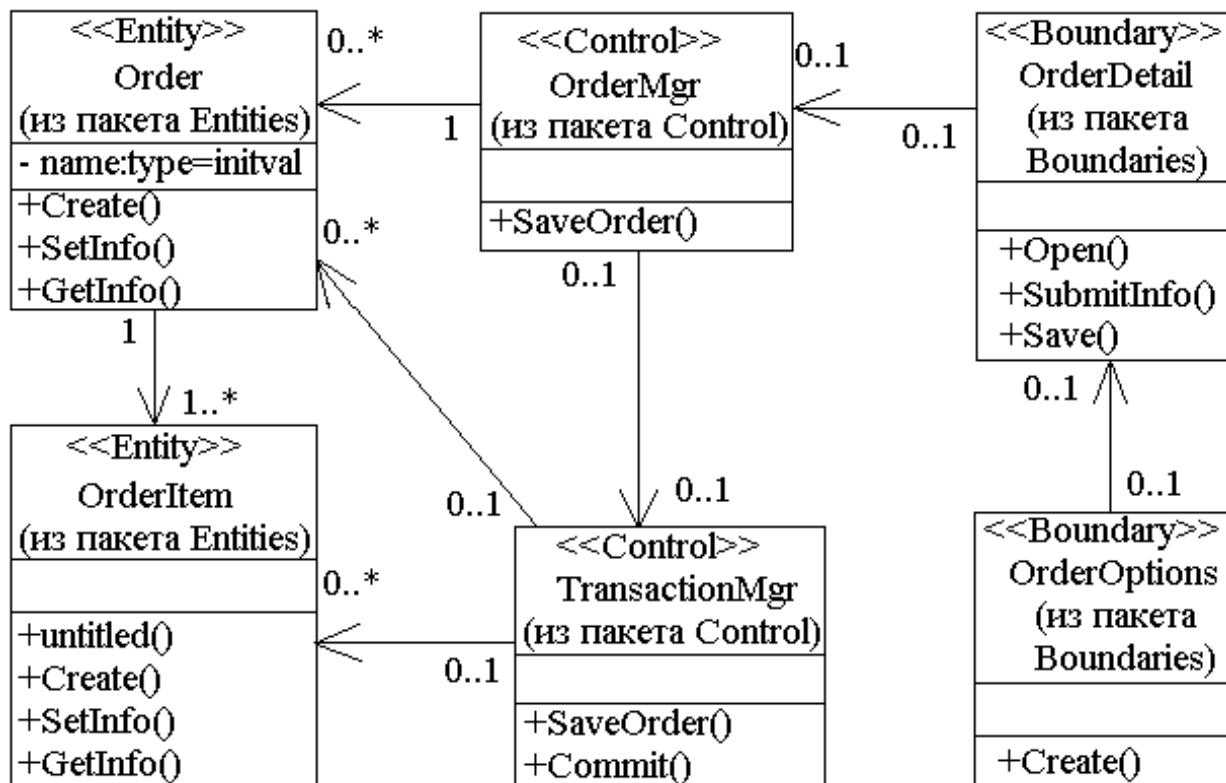 <<Entity>>
Order
(из пакета Entities)
- name:type=initval
+Create()
+SetInfo()
+GetInfo()
0..*
1
<<Control>>
OrderMgr
(из пакета Control)
+SaveOrder()
0..1
0..1
<<Boundary>>
OrderDetail
(из пакета
Boundaries)
+Open()
+SubmitInfo()
+Save()
0..*
0..1
1
1..*
0..1
0..1
0..1
0..1
<<Entity>>
OrderItem
(из пакета Entities)
+untitled()
+Create()
+SetInfo()
+GetInfo()
0..*
0..1
<<Control>>
TransactionMgr
(из пакета Control)
+SaveOrder()
+Commit()
<<Boundary>>
OrderOptions
(из пакета
Boundaries)
+Create()